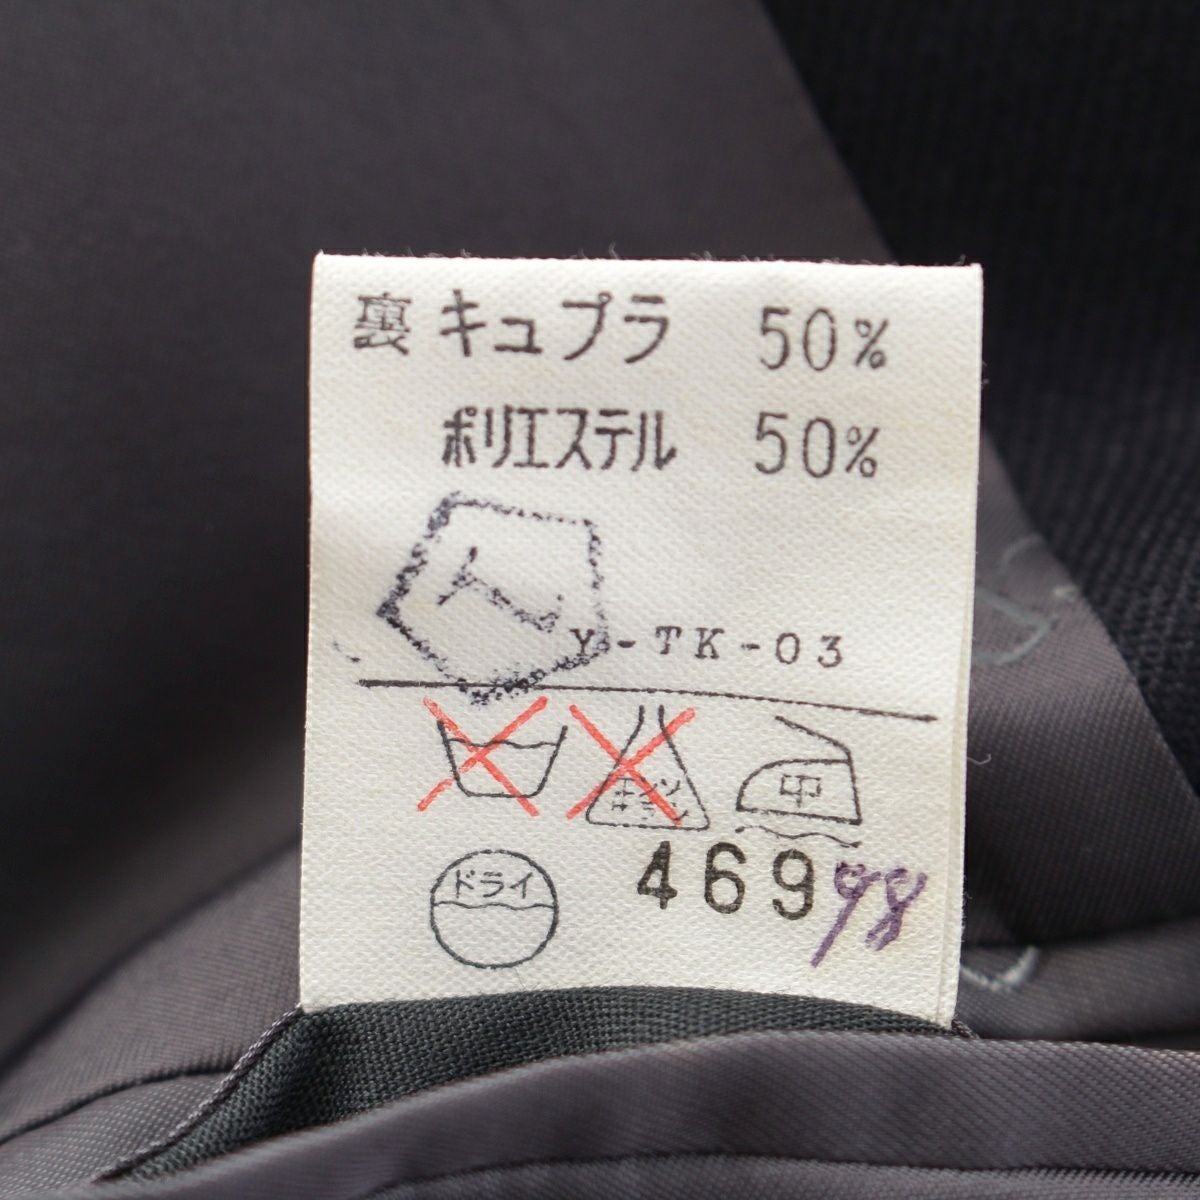 裏 キュプラ 50%
ポリエステル 50%
Y-TK-03
中
ドライ
46998